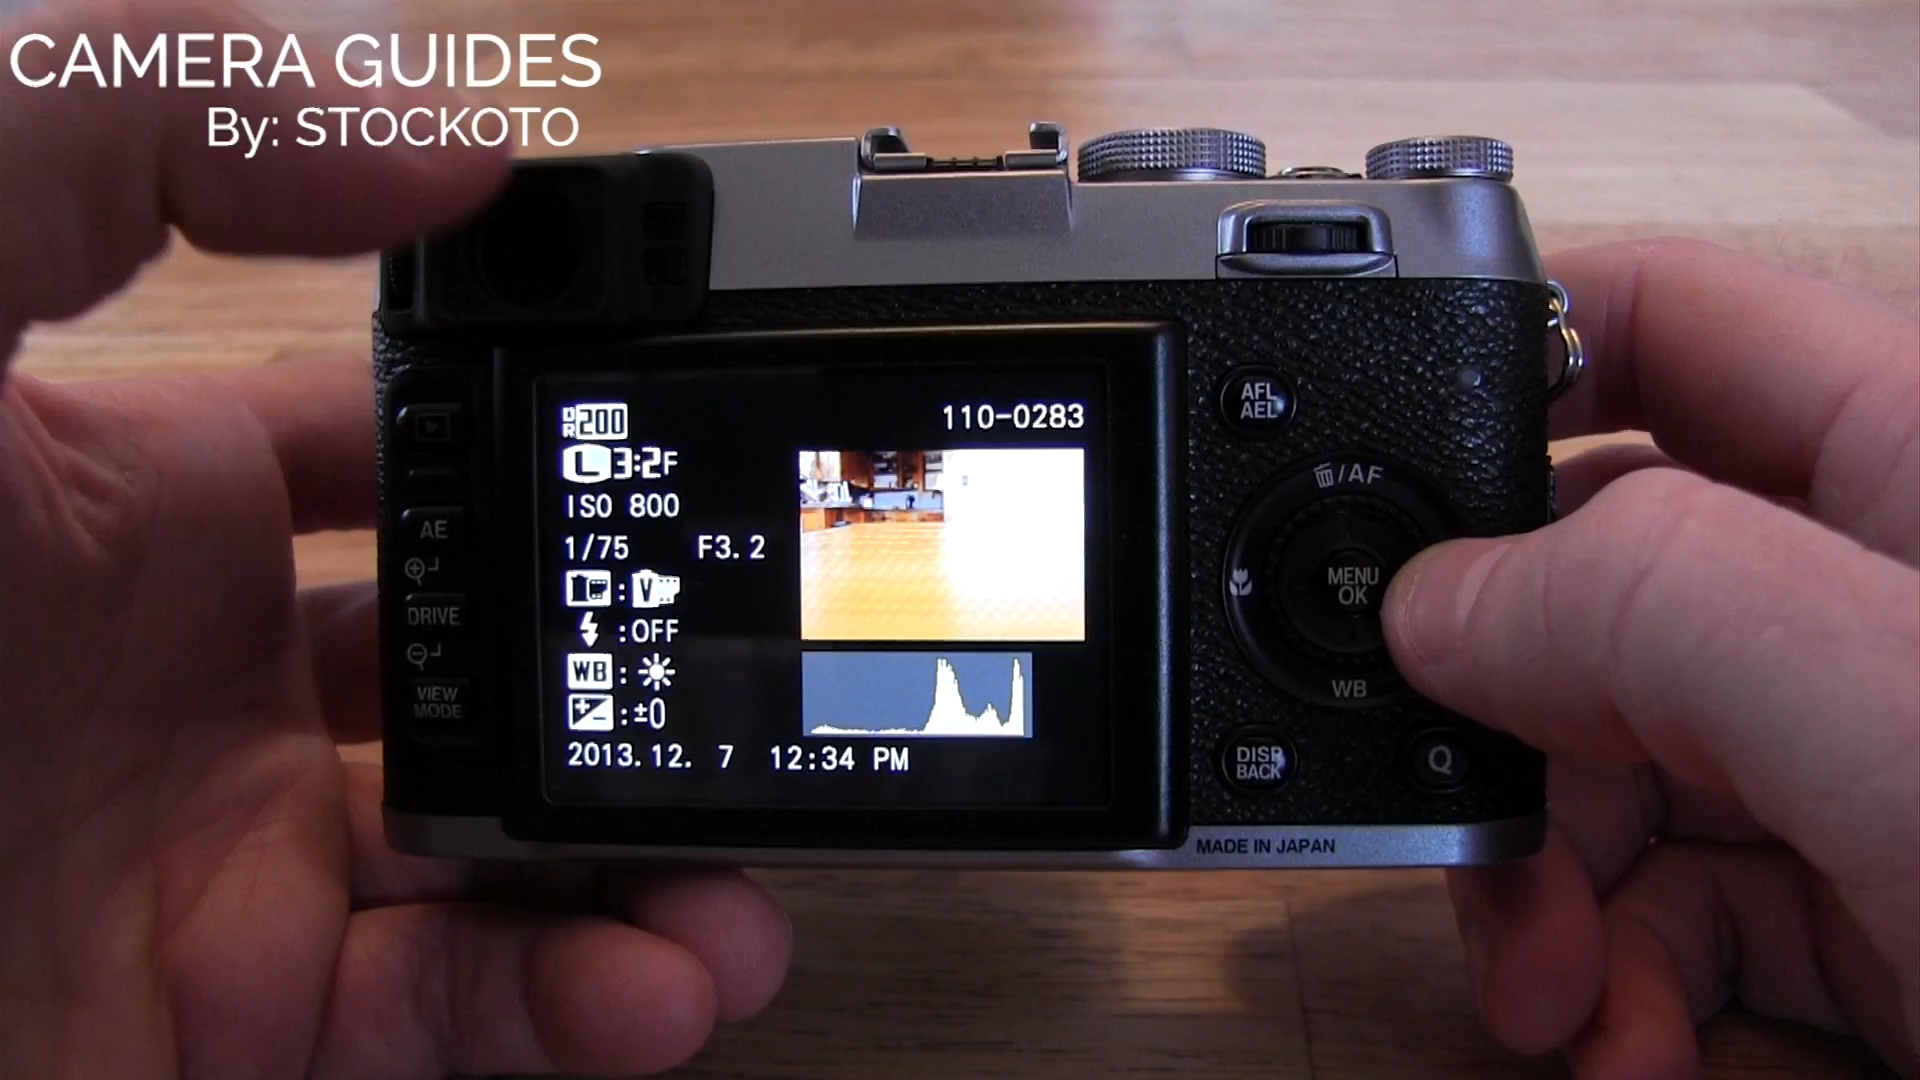 CAMERA GUIDES
By: STOCKOTO
DR200
110-0283
L 3:2F
ISO 800
1/75 F3.2
: V
:OFF
WB :
:±0
2013.12. 7 12:34 PM
AE
DRIVE
VIEW
MODE
AFL
AEL
/AF
MENU
OK
WB
DISP
BACK
Q
MADE IN JAPAN